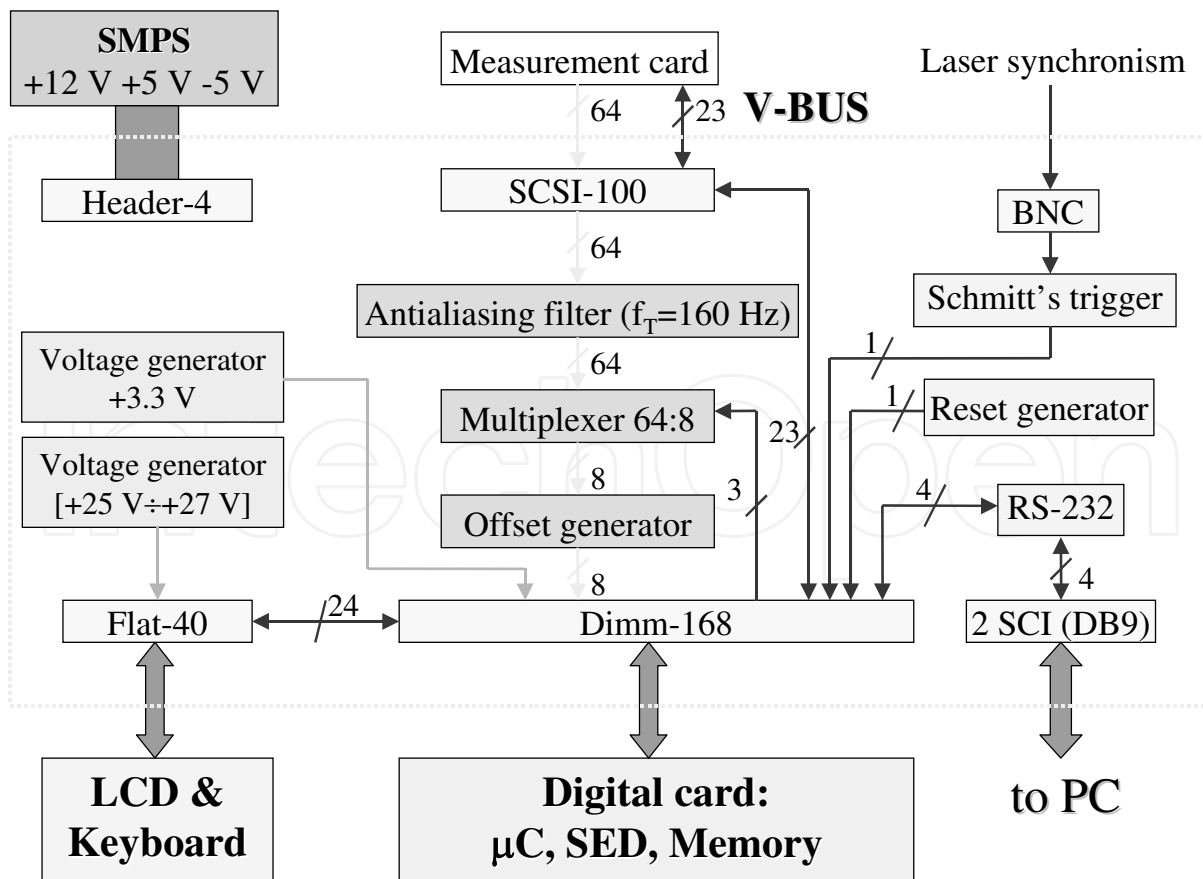 SMPS
+12 V +5 V -5 V
Measurement card
Laser synchronism
64
23
V-BUS
Header-4
SCSI-100
BNC
64
Schmitt's trigger
Antialiasing filter (fT=160 Hz)
1
Voltage generator
+3.3 V
64
1
Reset generator
Multiplexer 64:8
23
Voltage generator
[+25 V÷+27 V]
8
3
4
RS-232
Offset generator
8
4
Flat-40
24
Dimm-168
2 SCI (DB9)
LCD &
Keyboard
Digital card:
μC, SED, Memory
to PC
IntechOpen